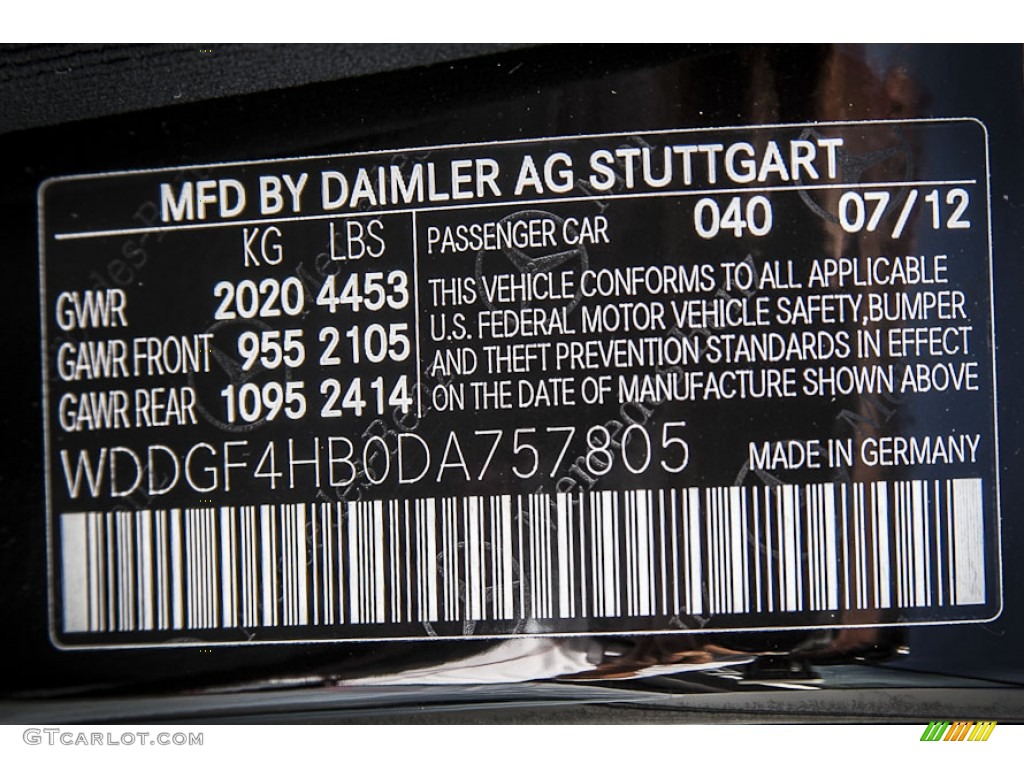 MFD BY DAIMLER AG STUTTGART
KG LBS
GVWR 2020 4453
GAWR FRONT 955 2105
GAWR REAR 1095 2414
PASSENGER CAR 040 07/12
THIS VEHICLE CONFORMS TO ALL APPLICABLE
U.S. FEDERAL MOTOR VEHICLE SAFETY,BUMPER
AND THEFT PREVENTION STANDARDS IN EFFECT
ON THE DATE OF MANUFACTURE SHOWN ABOVE
WDDGF4HB0DA757805 MADE IN GERMANY
GTCARLOT.COM